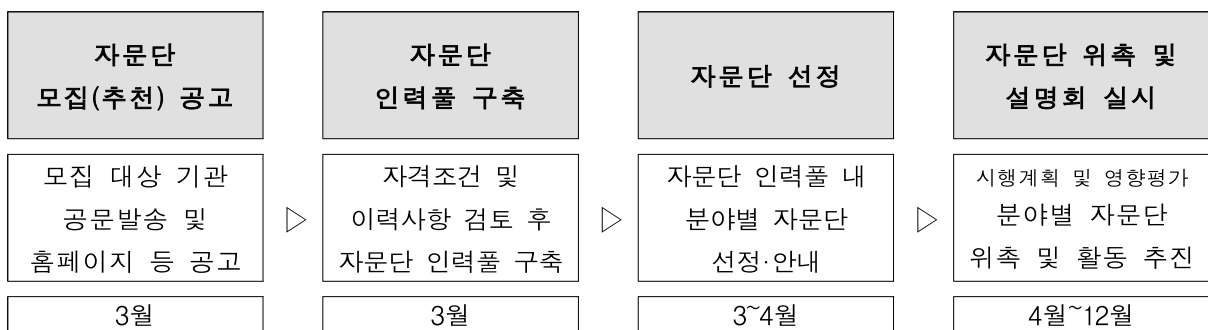 자문단
모집(추천) 공고
자문단
인력풀 구축
자문단 선정
자문단 위촉 및
설명회 실시
모집 대상 기관
공문발송 및
홈페이지 등 공고
▷
자격조건 및
이력사항 검토 후
자문단 인력풀 구축
▷
자문단 인력풀 내
분야별 자문단
선정·안내
▷
시행계획 및 영향평가
분야별 자문단
위촉 및 활동 추진
3월
3월
3~4월
4월~12월